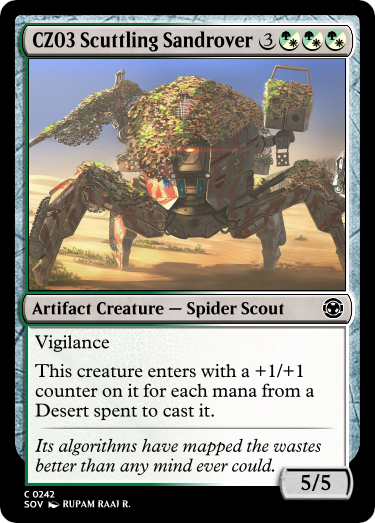 CZ03 Scuttling Sandrover 3
Artifact Creature — Spider Scout
Vigilance
This creature enters with a +1/+1
counter on it for each mana from a
Desert spent to cast it.
Its algorithms have mapped the wastes
better than any mind ever could.
5/5
C 0242
SOV RUPAM RAAJ R.